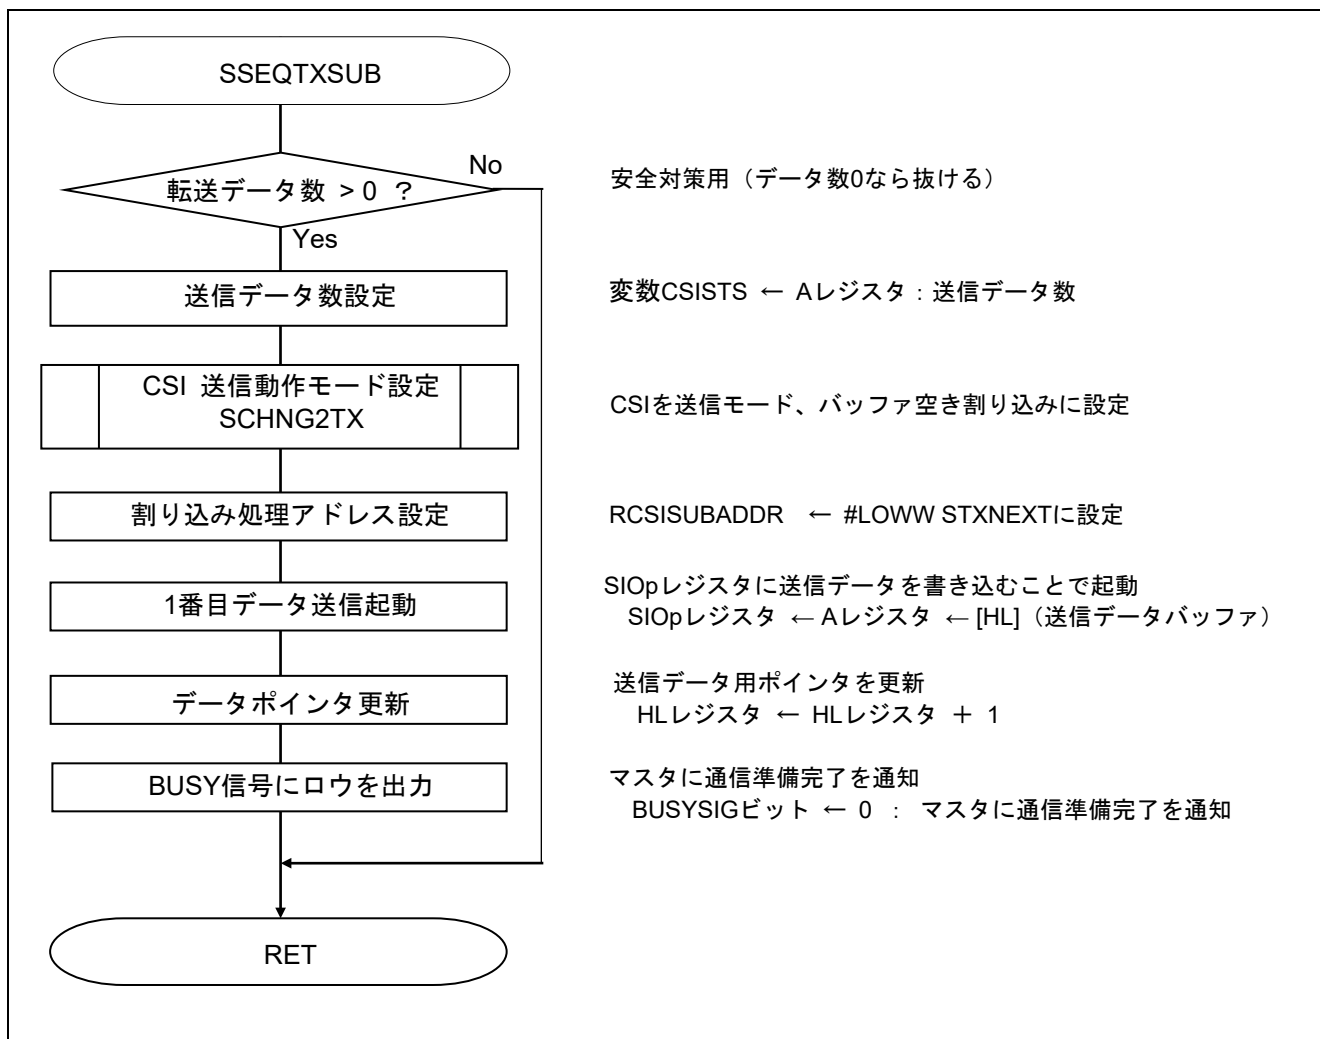 SSEQTXSUB
No
転送データ数 > 0 ?
安全対策用（データ数0なら抜ける）
Yes
送信データ数設定
変数CSISTS ← Aレジスタ：送信データ数
CSI 送信動作モード設定
SCHNG2TX
CSIを送信モード、バッファ空き割り込みに設定
割り込み処理アドレス設定
RCSISUBADDR ← #LOWW STXNEXTに設定
1番目データ送信起動
SIOpレジスタに送信データを書き込むことで起動
SIOpレジスタ ← Aレジスタ ← [HL]（送信データバッファ）
データポインタ更新
送信データ用ポインタを更新
HLレジスタ ← HLレジスタ ＋ 1
BUSY信号にロウを出力
マスタに通信準備完了を通知
BUSYSIGビット ← 0 ： マスタに通信準備完了を通知
RET